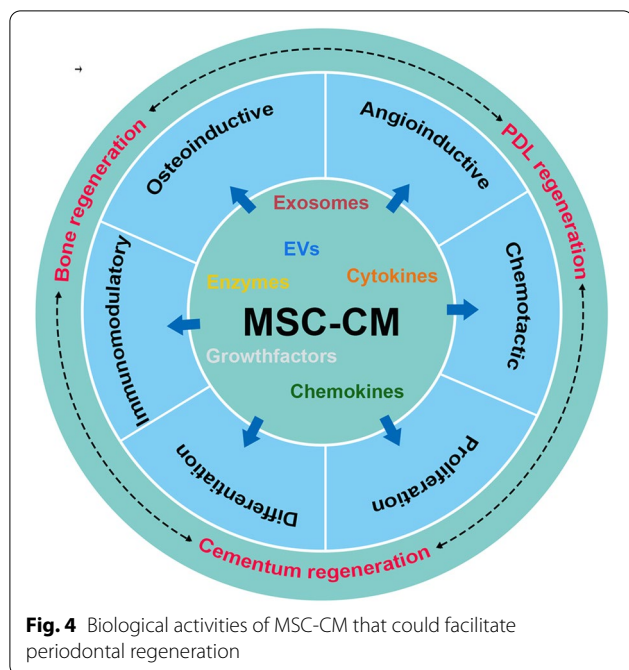 Osteoinductive
Angioinductive
Bone regeneration
PDL regeneration
Exosomes
EVs
Enzymes
Cytokines
Immunomodulatory
Chemotactic
MSC-CM
Growthfactors
Chemokines
Differentiation
Proliferation
Cementum regeneration
Fig. 4 Biological activities of MSC-CM that could facilitate
periodontal regeneration